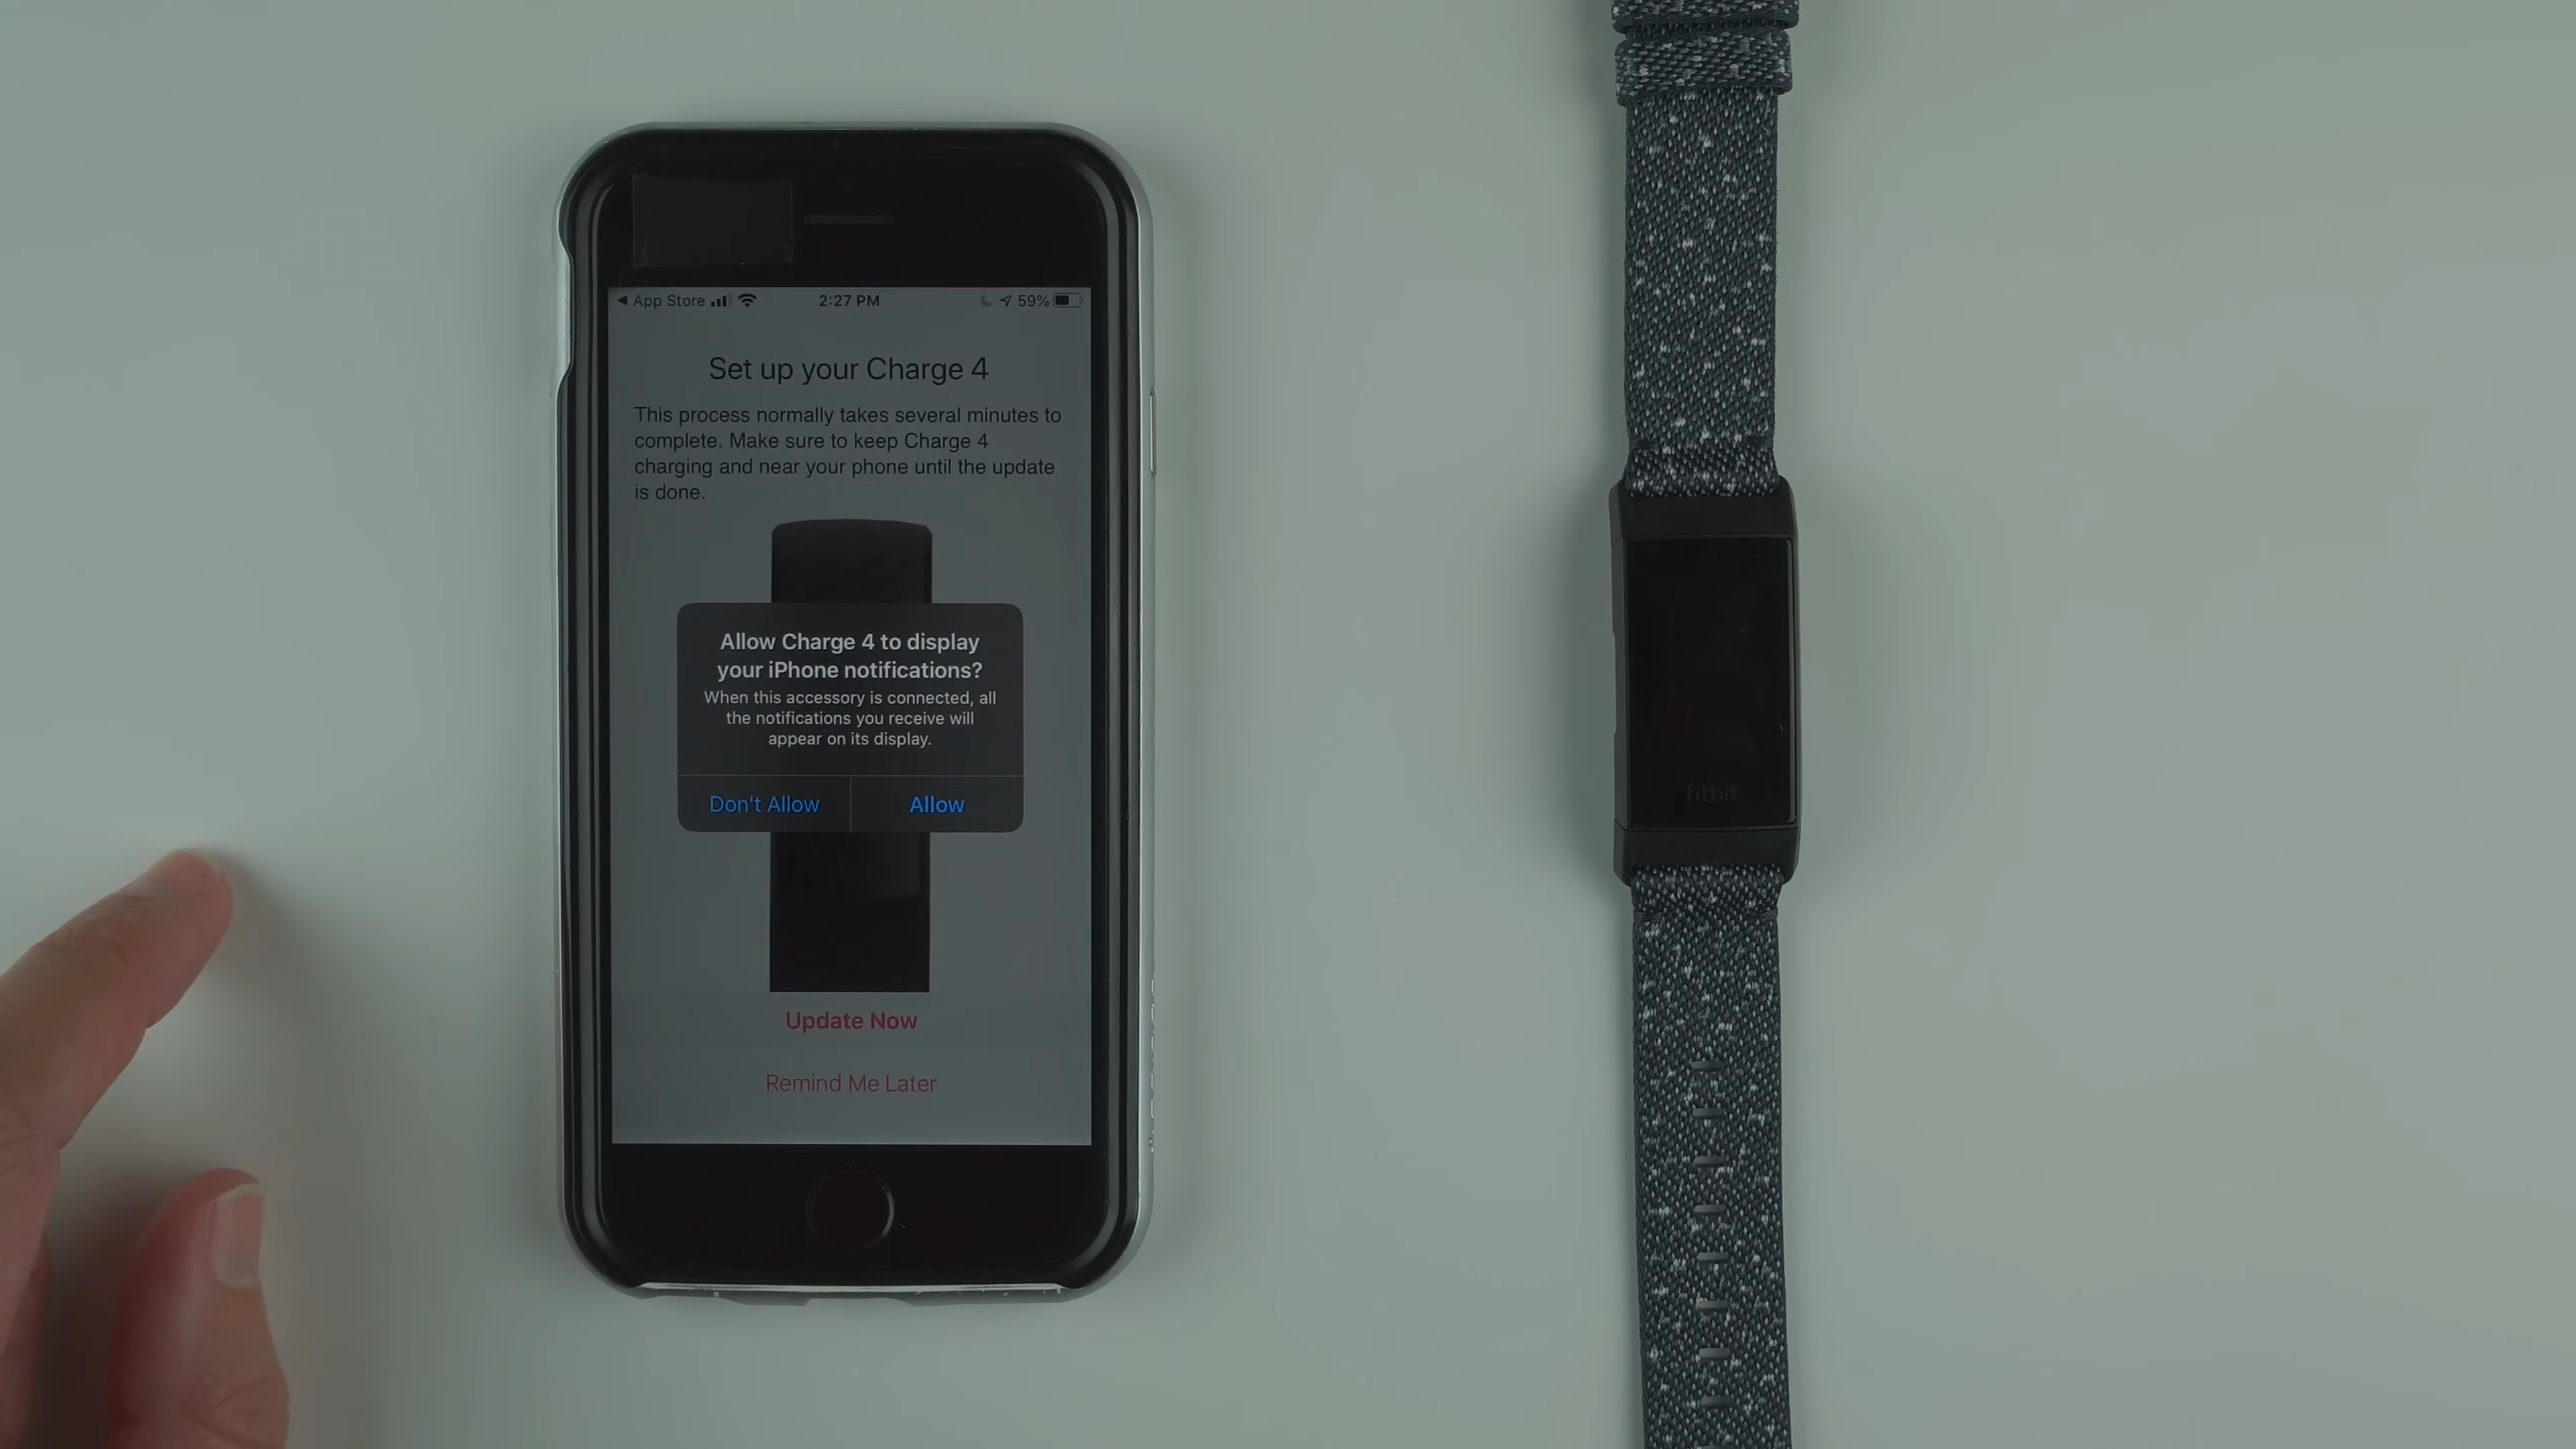 App Store 2:27 PM 59%
Set up your Charge 4
This process normally takes several minutes to
complete. Make sure to keep Charge 4
charging and near your phone until the update
is done.
Allow Charge 4 to display
your iPhone notifications?
When this accessory is connected, all
the notifications you receive will
appear on its display.
Don't Allow Allow
Update Now
Remind Me Later
fitbit